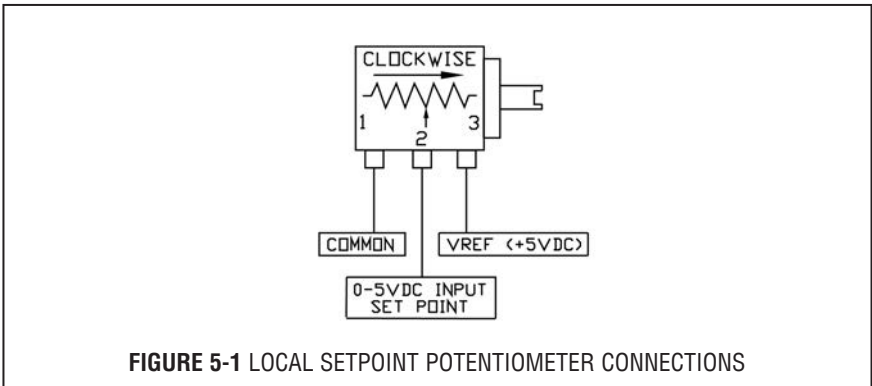 CLOCKWISE
1
2
3
COMMON
VREF (+5VDC)
0-5VDC INPUT
SET POINT
FIGURE 5-1 LOCAL SETPOINT POTENTIOMETER CONNECTIONS